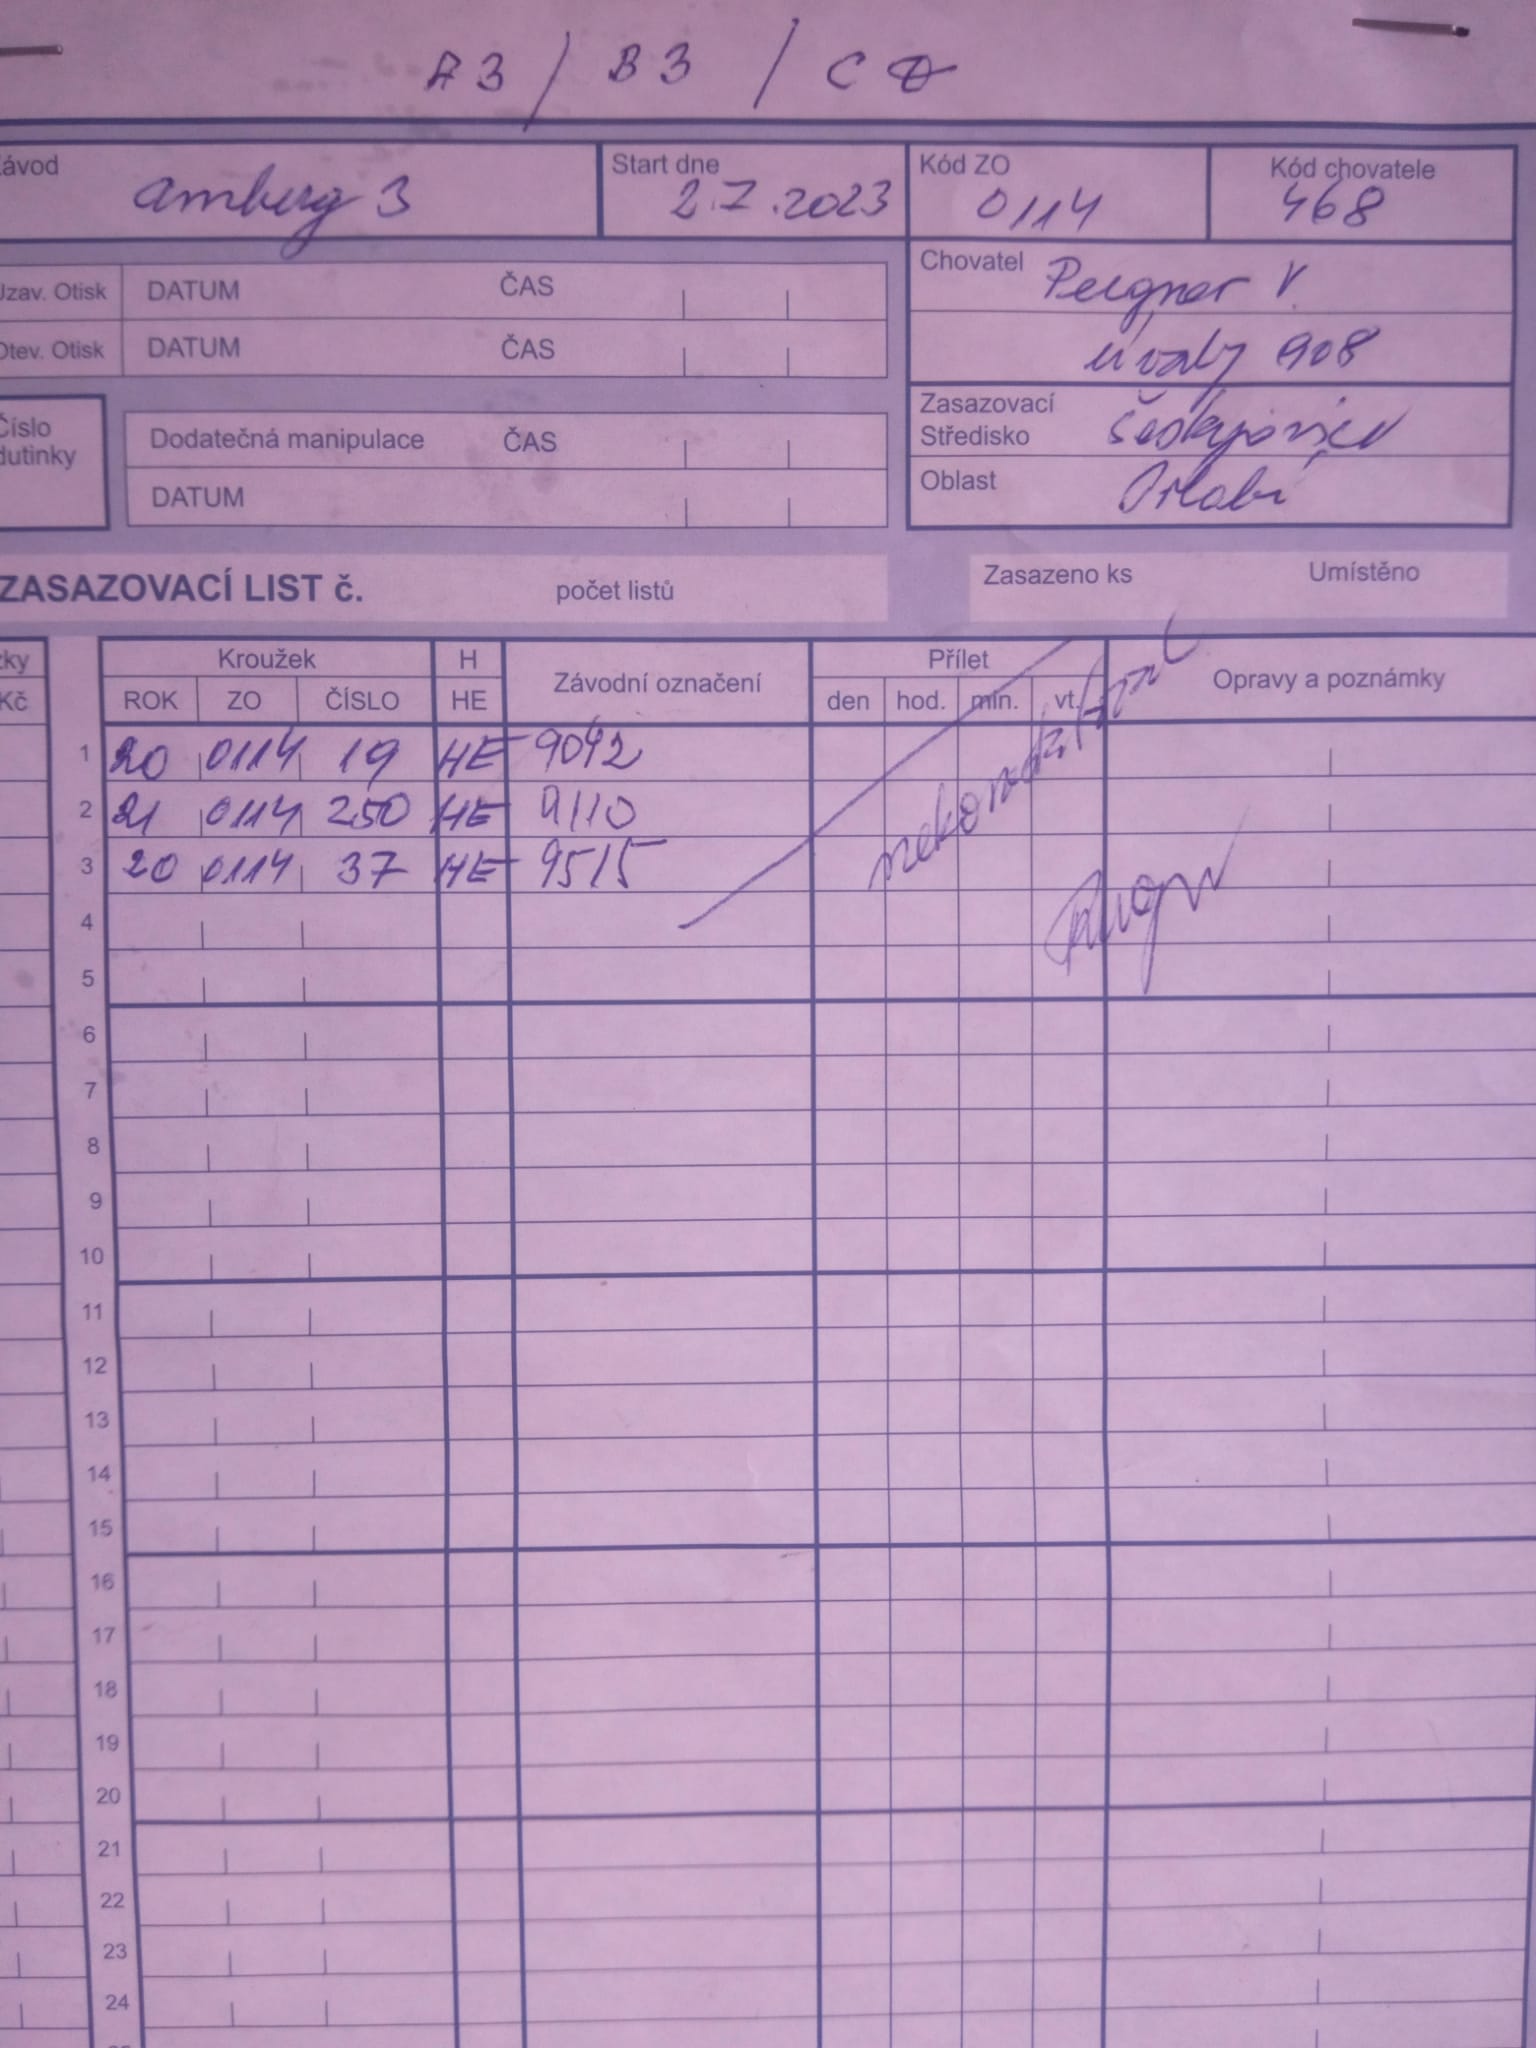 A3 / B3 / C0
ávod Amberg 3 Start dne 2.7.2023 Kód ZO 0114 Kód chovatele 468
Uzav. Otisk DATUM ČAS
Otev. Otisk DATUM ČAS
Chovatel V.
Úvaly 908
Číslo
dutinky
Dodatečná manipulace ČAS
DATUM
Zasazovací
Středisko
Oblast
ZASAZOVACÍ LIST č. počet listů Zasazeno ks Umístěno
zky Kroužek H Závodní označení Přílet Opravy a poznámky
Kč ROK ZO ČÍSLO HE den hod. min. vt.
1 20 0114 19 HE 9042
2 21 0114 250 HE 9110
3 20 0114 37 HE 9515
4
5
6
7
8
9
10
11
12
13
14
15
16
17
18
19
20
21
22
23
24